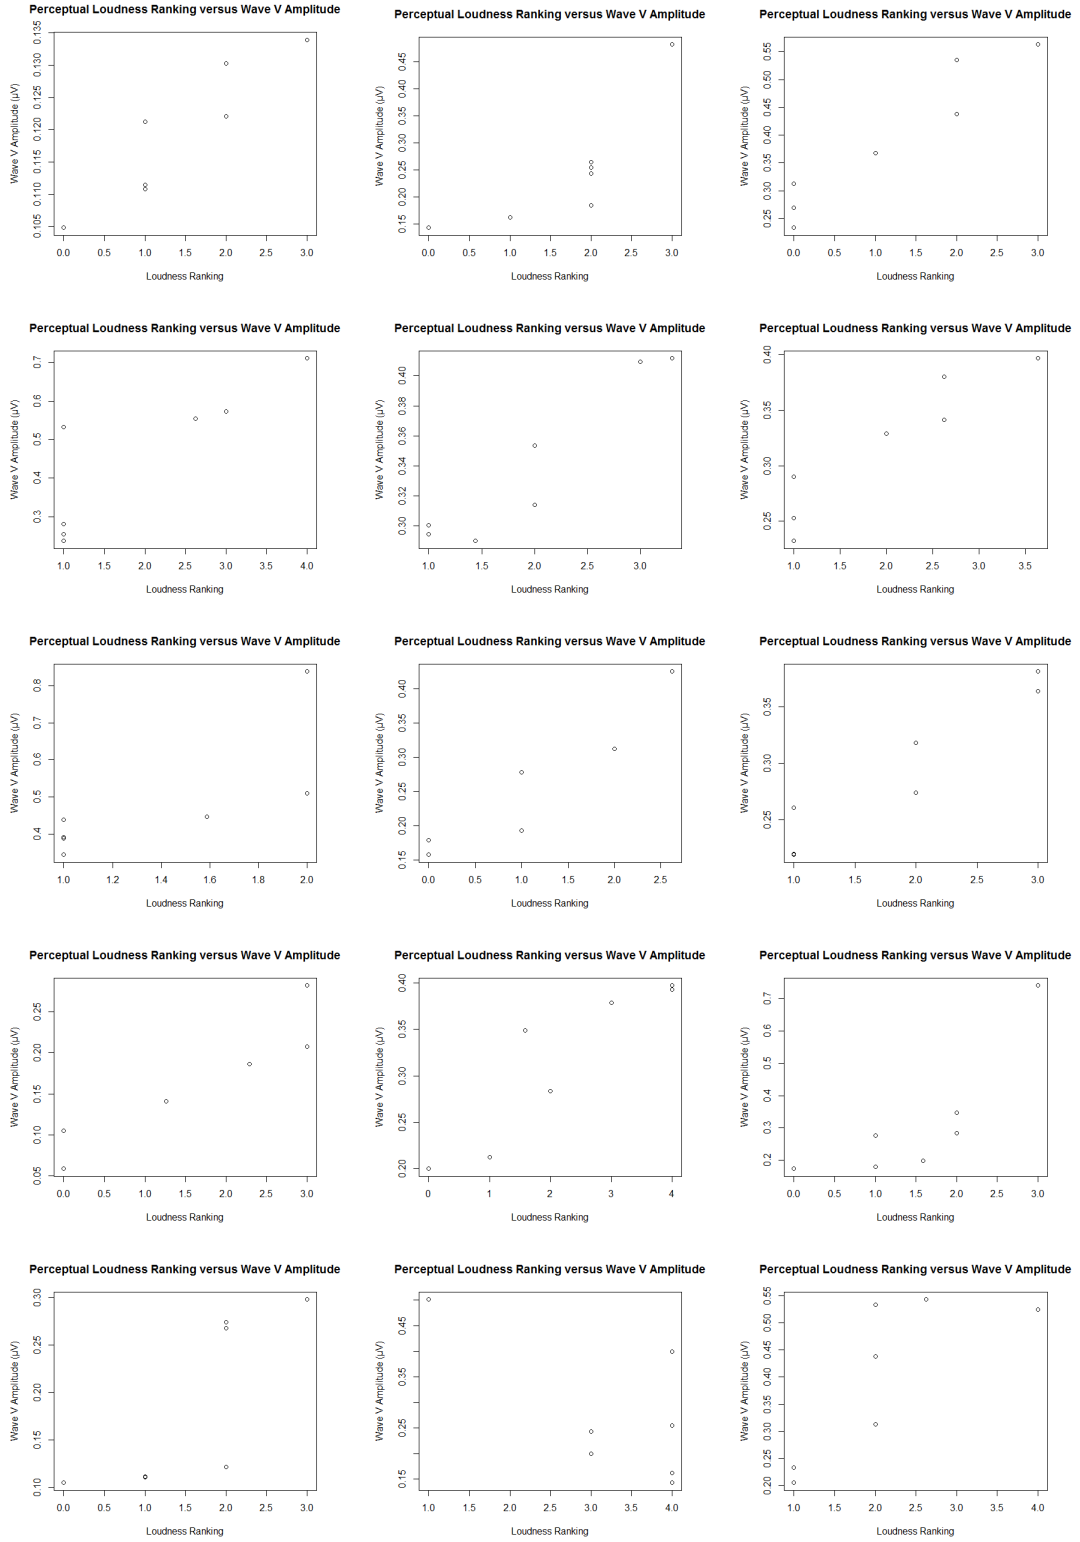 Perceptual Loudness Ranking versus Wave V Amplitude
Wave V Amplitude (µV)
0.105 0.110 0.115 0.120 0.125 0.130 0.135
0.0 0.5 1.0 1.5 2.0 2.5 3.0
Loudness Ranking
Perceptual Loudness Ranking versus Wave V Amplitude
Wave V Amplitude (µV)
0.15 0.20 0.25 0.30 0.35 0.40 0.45
0.0 0.5 1.0 1.5 2.0 2.5 3.0
Loudness Ranking
Perceptual Loudness Ranking versus Wave V Amplitude
Wave V Amplitude (µV)
0.25 0.30 0.35 0.40 0.45 0.50 0.55
0.0 0.5 1.0 1.5 2.0 2.5 3.0
Loudness Ranking
Perceptual Loudness Ranking versus Wave V Amplitude
Wave V Amplitude (µV)
0.3 0.4 0.5 0.6 0.7
1.0 1.5 2.0 2.5 3.0 3.5 4.0
Loudness Ranking
Perceptual Loudness Ranking versus Wave V Amplitude
Wave V Amplitude (µV)
0.30 0.32 0.34 0.36 0.38 0.40
1.0 1.5 2.0 2.5 3.0
Loudness Ranking
Perceptual Loudness Ranking versus Wave V Amplitude
Wave V Amplitude (µV)
0.25 0.30 0.35 0.40
1.0 1.5 2.0 2.5 3.0 3.5
Loudness Ranking
Perceptual Loudness Ranking versus Wave V Amplitude
Wave V Amplitude (µV)
0.4 0.5 0.6 0.7 0.8
1.0 1.2 1.4 1.6 1.8 2.0
Loudness Ranking
Perceptual Loudness Ranking versus Wave V Amplitude
Wave V Amplitude (µV)
0.15 0.20 0.25 0.30 0.35 0.40
0.0 0.5 1.0 1.5 2.0 2.5
Loudness Ranking
Perceptual Loudness Ranking versus Wave V Amplitude
Wave V Amplitude (µV)
0.25 0.30 0.35
1.0 1.5 2.0 2.5 3.0
Loudness Ranking
Perceptual Loudness Ranking versus Wave V Amplitude
Wave V Amplitude (µV)
0.05 0.10 0.15 0.20 0.25
0.0 0.5 1.0 1.5 2.0 2.5 3.0
Loudness Ranking
Perceptual Loudness Ranking versus Wave V Amplitude
Wave V Amplitude (µV)
0.20 0.25 0.30 0.35 0.40
0 1 2 3 4
Loudness Ranking
Perceptual Loudness Ranking versus Wave V Amplitude
Wave V Amplitude (µV)
0.2 0.3 0.4 0.5 0.6 0.7
0.0 0.5 1.0 1.5 2.0 2.5 3.0
Loudness Ranking
Perceptual Loudness Ranking versus Wave V Amplitude
Wave V Amplitude (µV)
0.10 0.15 0.20 0.25 0.30
0.0 0.5 1.0 1.5 2.0 2.5 3.0
Loudness Ranking
Perceptual Loudness Ranking versus Wave V Amplitude
Wave V Amplitude (µV)
0.15 0.25 0.35 0.45
1.0 1.5 2.0 2.5 3.0 3.5 4.0
Loudness Ranking
Perceptual Loudness Ranking versus Wave V Amplitude
Wave V Amplitude (µV)
0.20 0.25 0.30 0.35 0.40 0.45 0.50 0.55
1.0 1.5 2.0 2.5 3.0 3.5 4.0
Loudness Ranking